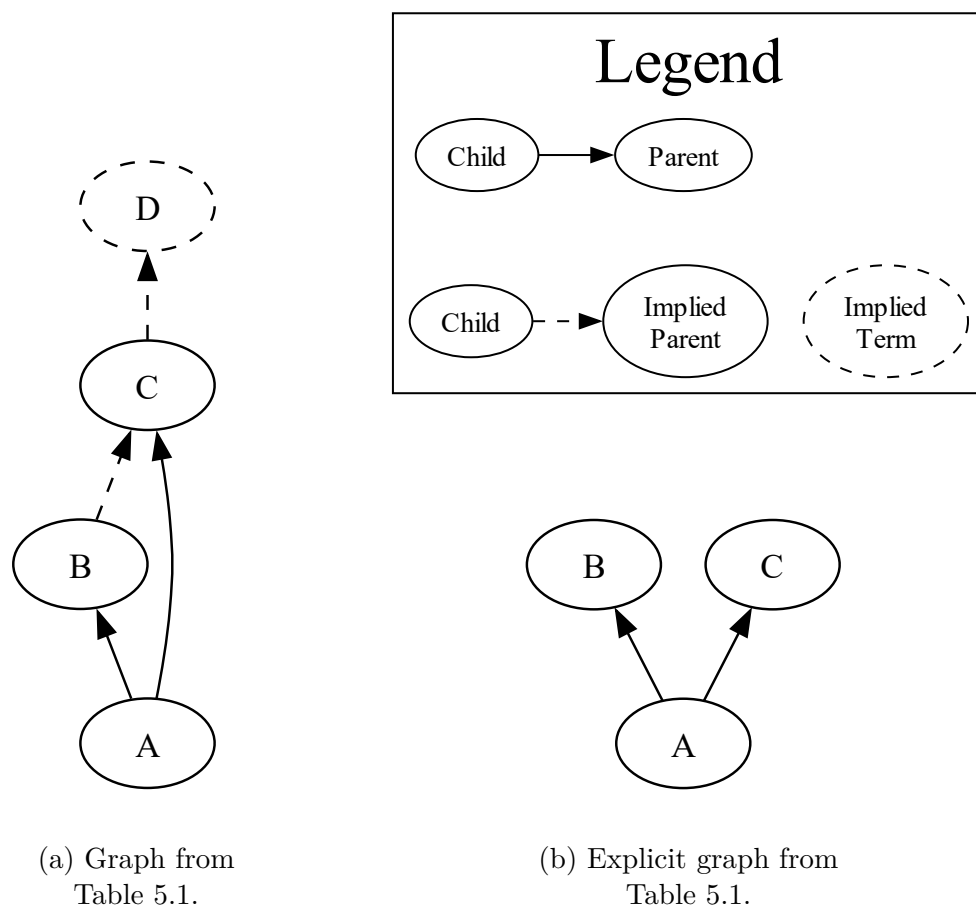 Legend
Child
Parent
Child
Implied
Parent
Implied
Term
D
C
B
A
B
C
A
(a) Graph from
Table 5.1.
(b) Explicit graph from
Table 5.1.